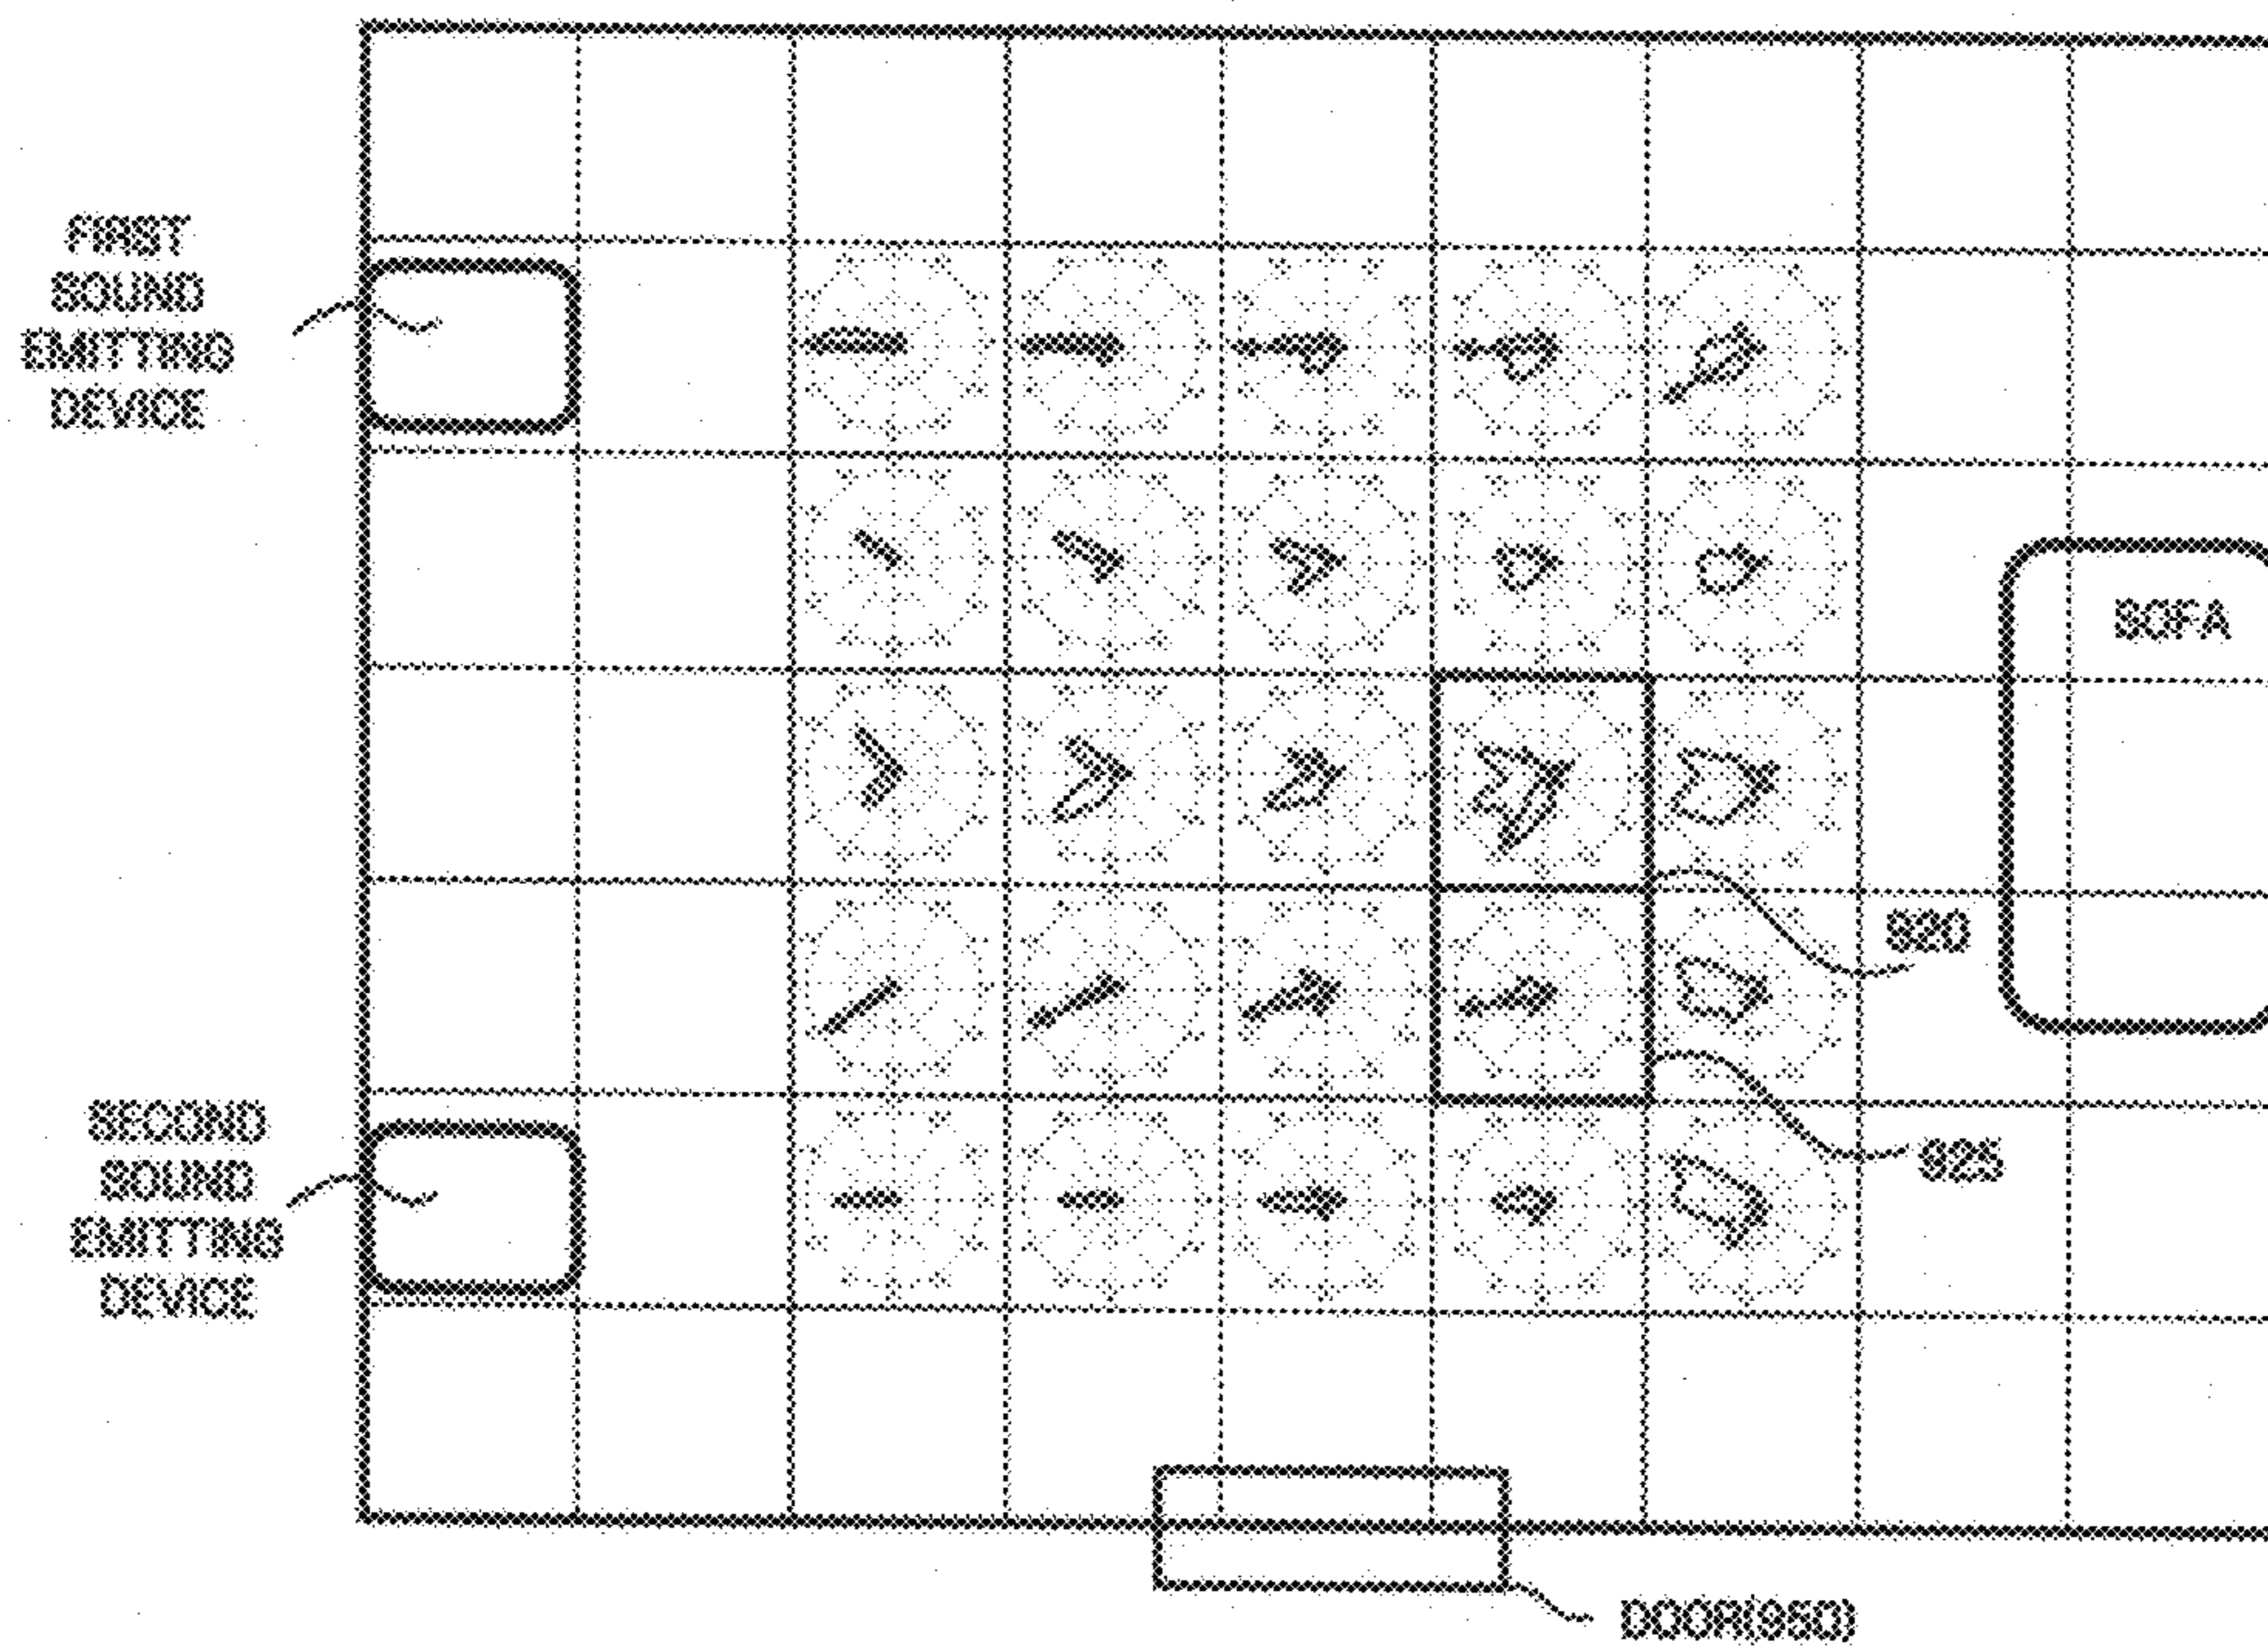 FIRST
SOUND
EMITTING
DEVICE
SOFA
920
SECOND
SOUND
EMITTING
DEVICE
925
DOOR(950)